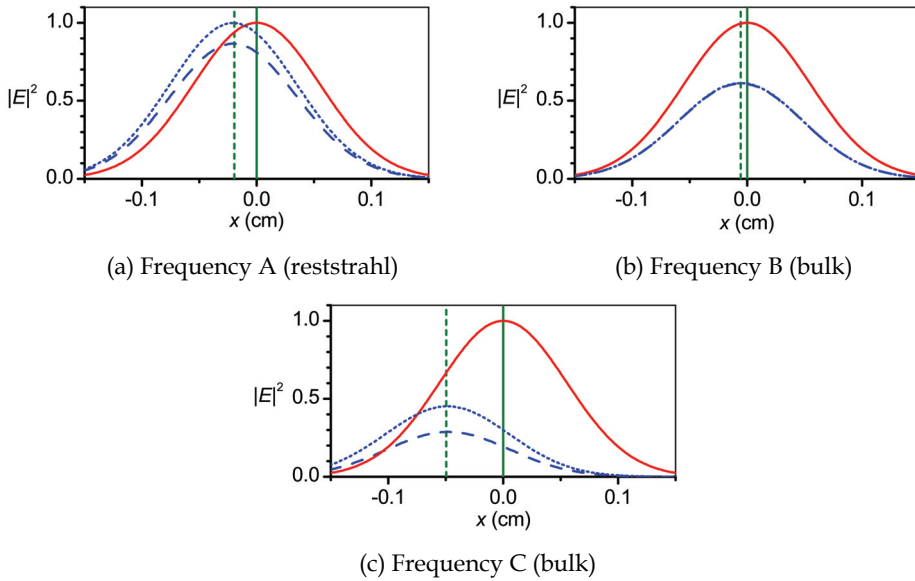 1.0
0.5
0.0
|E|²
-0.1 0.0 0.1
x (cm)
(a) Frequency A (reststrahl)
1.0
0.5
0.0
|E|²
-0.1 0.0 0.1
x (cm)
(b) Frequency B (bulk)
1.0
0.5
0.0
|E|²
-0.1 0.0 0.1
x (cm)
(c) Frequency C (bulk)